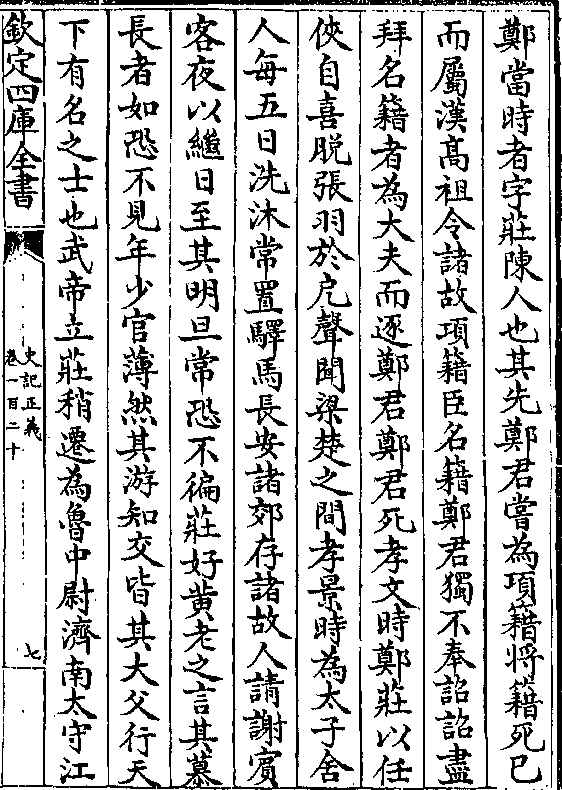 鄭當時者字莊陳人也其先鄭君嘗為項籍將籍死已
而屬漢髙祖令諸故項籍臣名籍鄭君獨不奉詔詔盡
拜名籍者為大夫而逐鄭君鄭君死孝文時鄭莊以任
俠自喜脱張羽於戹聲聞梁楚之間孝景時為太子舍
人每五日洗沐常置驛馬長安諸郊存諸故人請謝賔
客夜以繼日至其明旦常恐不徧莊好黄老之言其慕
長者如恐不見年少官薄然其游知交皆其大父行天
下有名之士也武帝立莊稍遷為魯中尉濟南太守江
欽定四庫全書
史記正義
卷一百二十
七